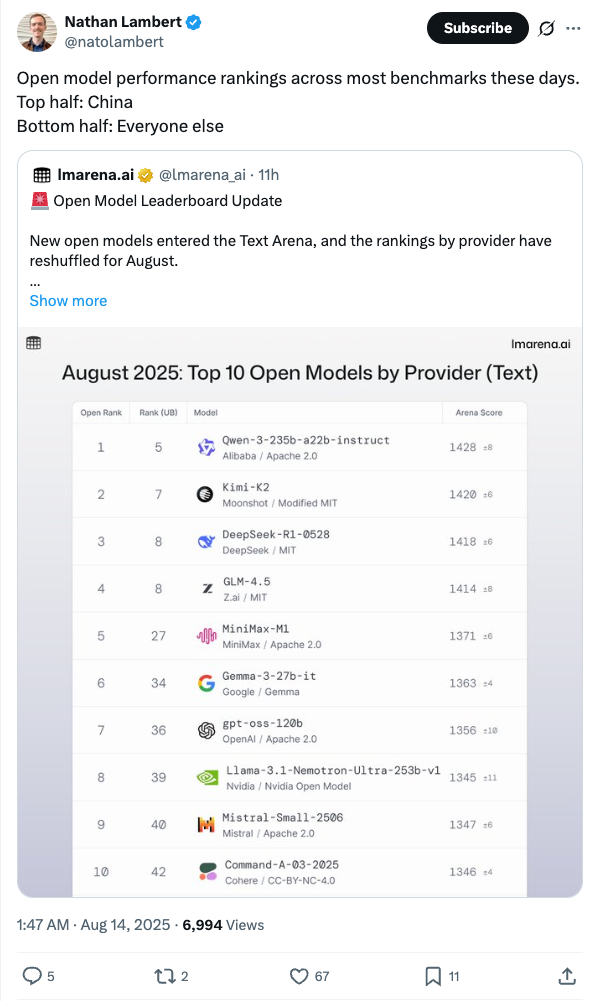 Nathan Lambert
@natolambert
Subscribe
Open model performance rankings across most benchmarks these days.
Top half: China
Bottom half: Everyone else
lmarena.ai @lmarena_ai · 11h
🚨 Open Model Leaderboard Update
New open models entered the Text Arena, and the rankings by provider have
reshuffled for August.
...
Show more
lmarena.ai
August 2025: Top 10 Open Models by Provider (Text)
Open Rank Rank (UB) Model Arena Score
1 5 Qwen-3-235b-a22b-instruct 1428 ±8
Alibaba / Apache 2.0
2 7 Kimi-K2 1420 ±6
Moonshot / Modified MIT
3 8 DeepSeek-R1-0528 1418 ±6
DeepSeek / MIT
4 8 GLM-4.5 1414 ±8
Z.ai / MIT
5 27 MiniMax-M1 1371 ±6
MiniMax / Apache 2.0
6 34 Gemma-3-27b-it 1363 ±4
Google / Gemma
7 36 gpt-oss-120b 1356 ±10
OpenAI / Apache 2.0
8 39 Llama-3.1-Nemotron-Ultra-253b-v1 1345 ±11
Nvidia / Nvidia Open Model
9 40 Mistral-Small-2506 1347 ±6
Mistral / Apache 2.0
10 42 Command-A-03-2025 1346 ±4
Cohere / CC-BY-NC-4.0
1:47 AM · Aug 14, 2025 · 6,994 Views
5 2 67 11